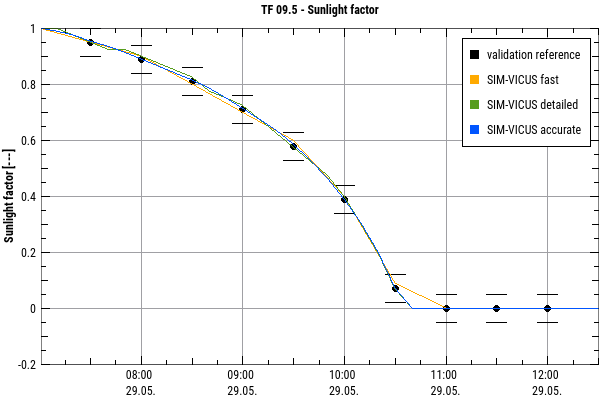 TF 09.5 - Sunlight factor
validation reference
SIM-VICUS fast
SIM-VICUS detailed
SIM-VICUS accurate
Sunlight factor [---]
1
0.8
0.6
0.4
0.2
0
-0.2
08:00 09:00 10:00 11:00 12:00
29.05. 29.05. 29.05. 29.05. 29.05.